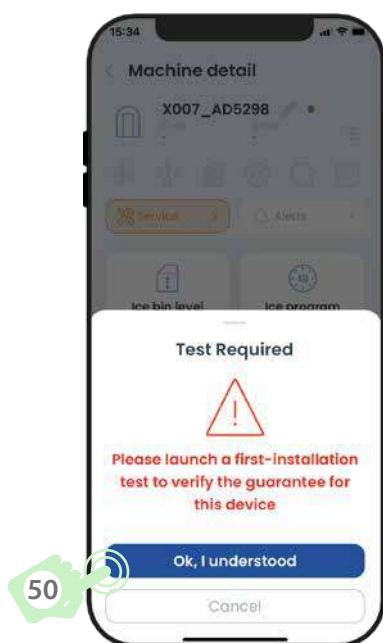 15:34
Machine detail
X007_AD5298
Service
Alerts
Ice bin level
Ice program
Test Required
!
Please launch a first-installation
test to verify the guarantee for
this device
Ok, I understood
50
Cancel